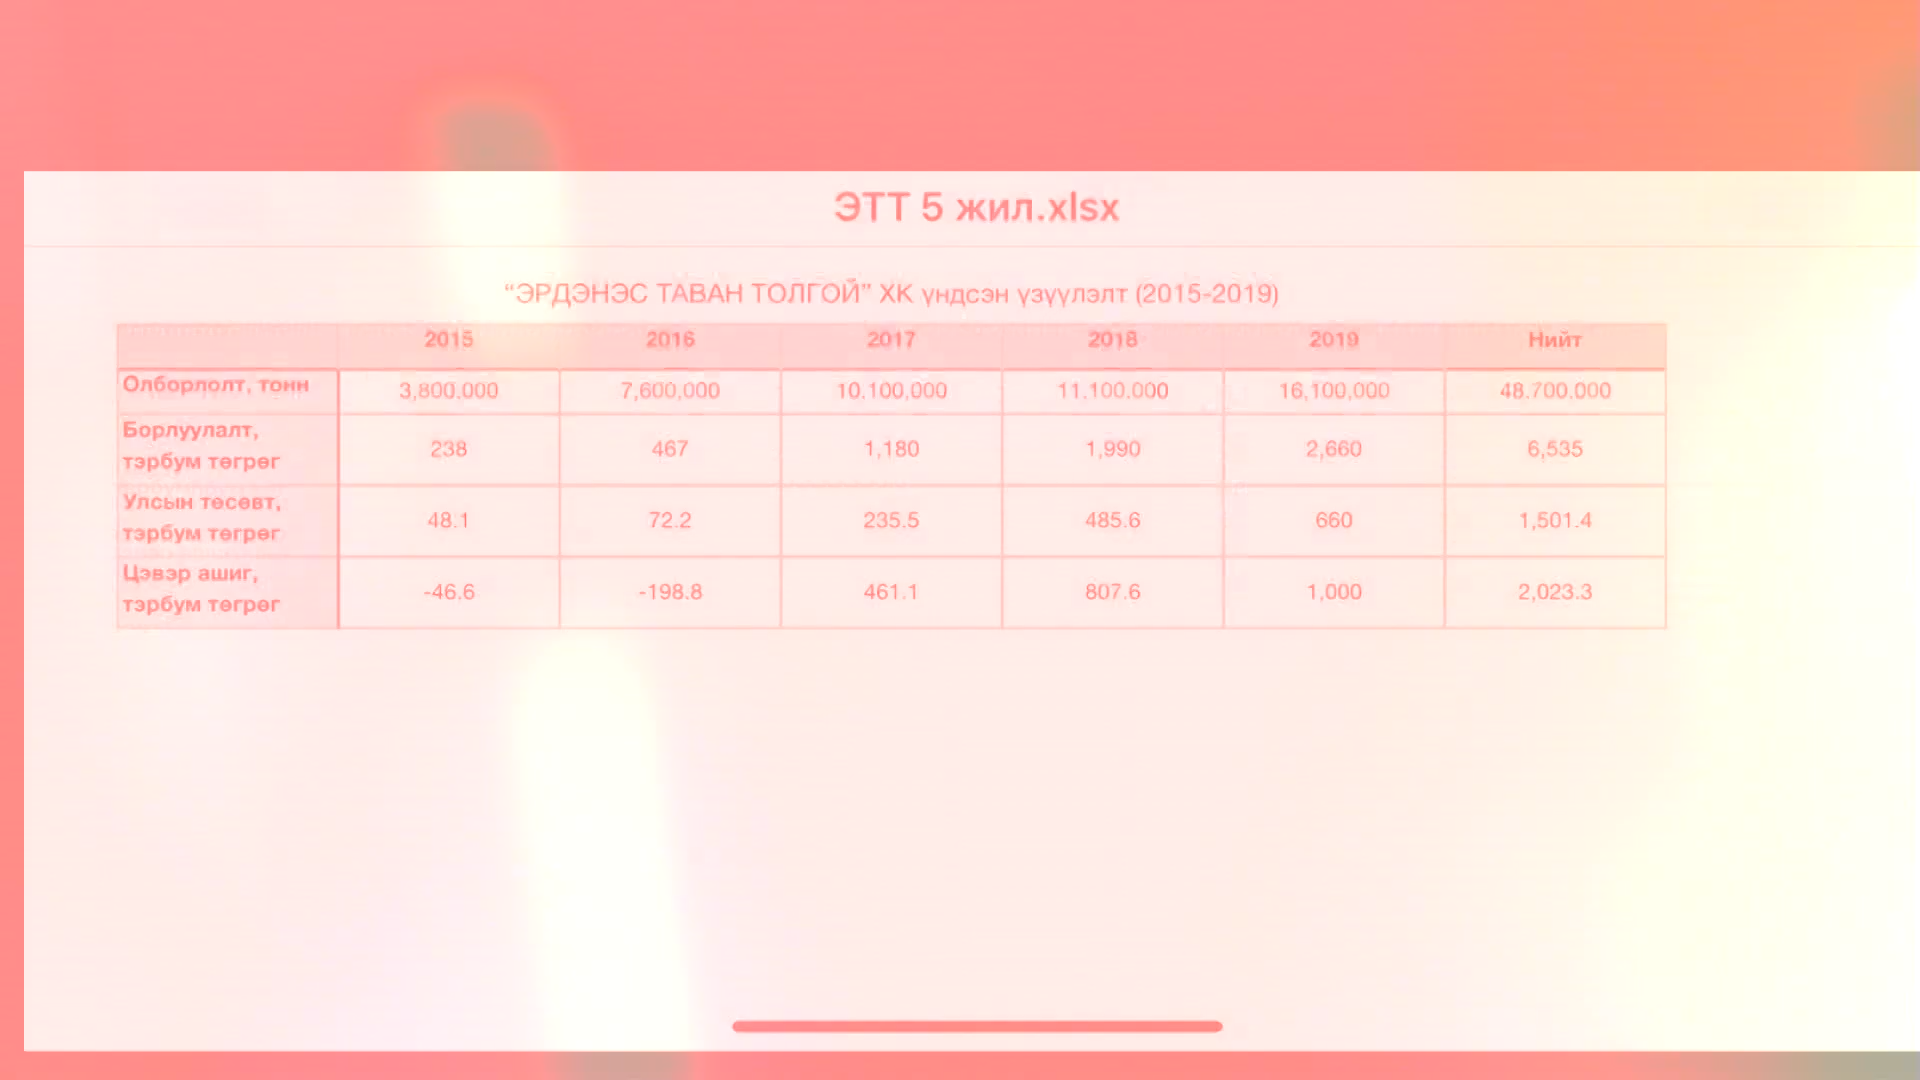 ЭТТ 5 жил.xlsx
“ЭРДЭНЭС ТАВАН ТОЛГОЙ” ХК үндсэн үзүүлэлт (2015-2019)
2015 2016 2017 2018 2019 Нийт
Олборлолт, тонн 3,800.000 7,600,000 10.100,000 11.100.000 16,100,000 48.700.000
Борлуулалт,
тэрбум төгрөг 238 467 1,180 1,990 2,660 6,535
Улсын төсөвт,
тэрбум төгрөг 48.1 72.2 235.5 485.6 660 1,501.4
Цэвэр ашиг,
тэрбум төгрөг -46.6 -198.8 461.1 807.6 1,000 2,023.3